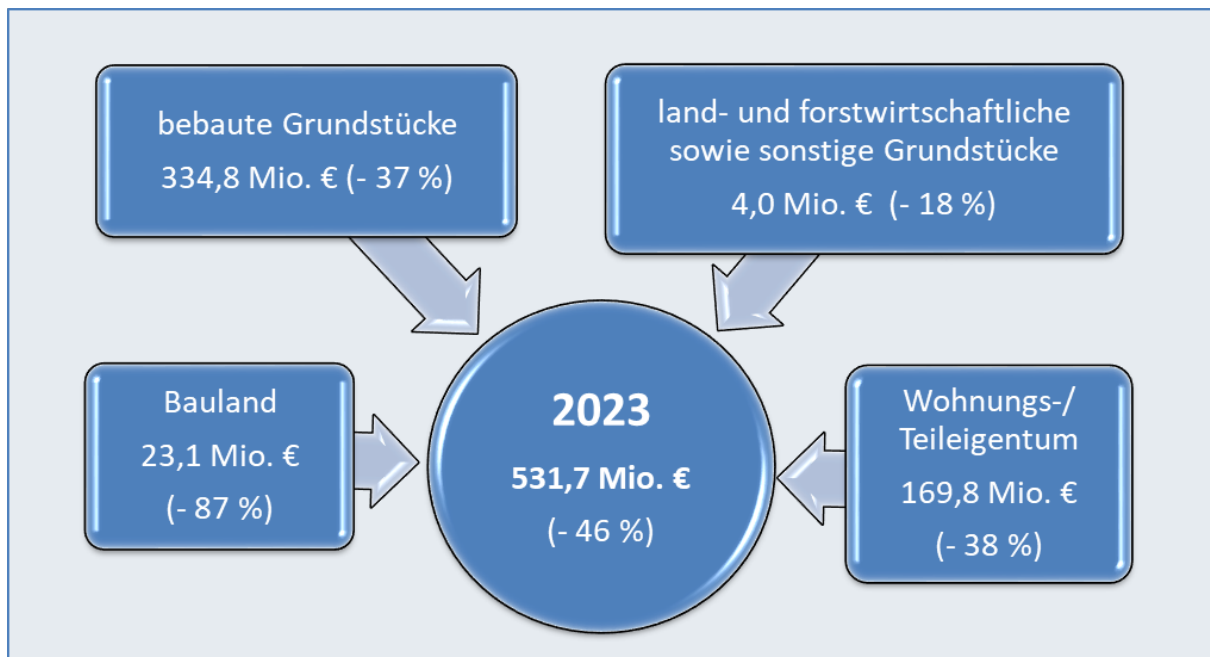 bebaute Grundstücke
334,8 Mio. € (- 37 %)
land- und forstwirtschaftliche
sowie sonstige Grundstücke
4,0 Mio. € (- 18 %)
Bauland
23,1 Mio. €
(- 87 %)
2023
531,7 Mio. €
(- 46 %)
Wohnungs-/
Teileigentum
169,8 Mio. €
(- 38 %)